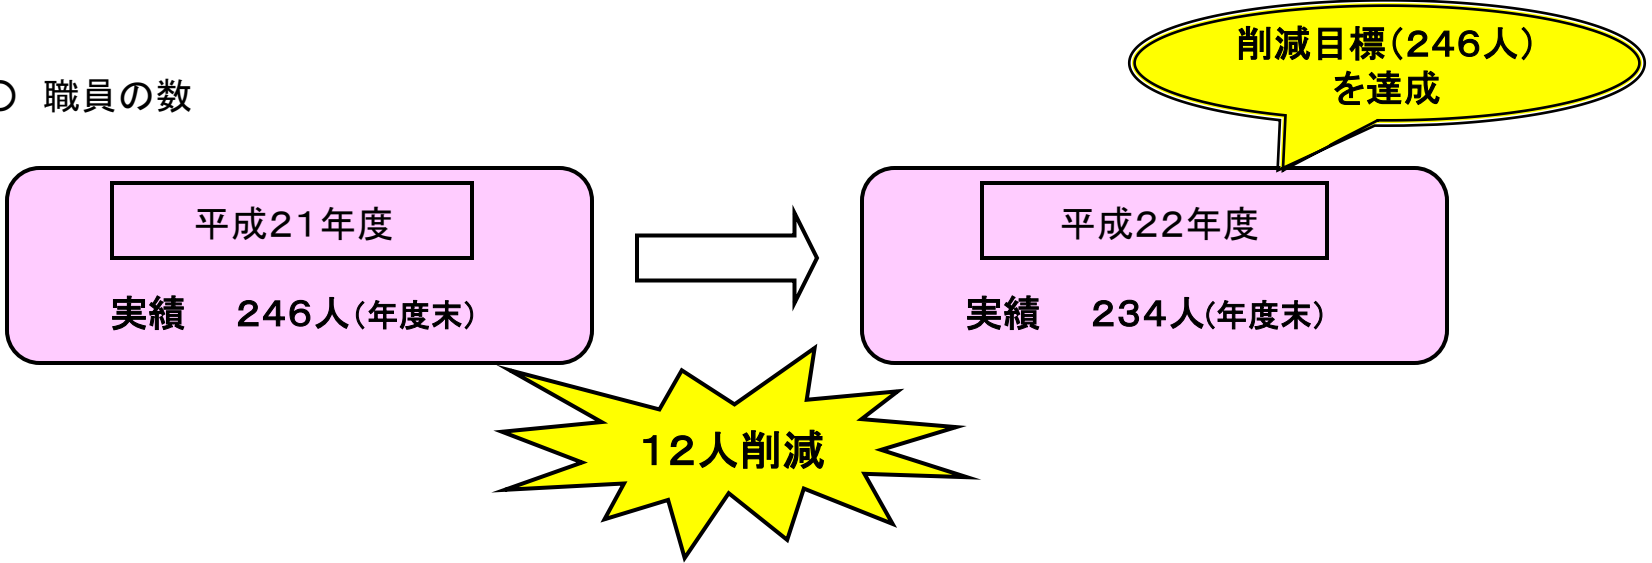 削減目標(246人)
を達成
○ 職員の数
平成21年度
実績 246人(年度末)
平成22年度
実績 234人(年度末)
12人削減